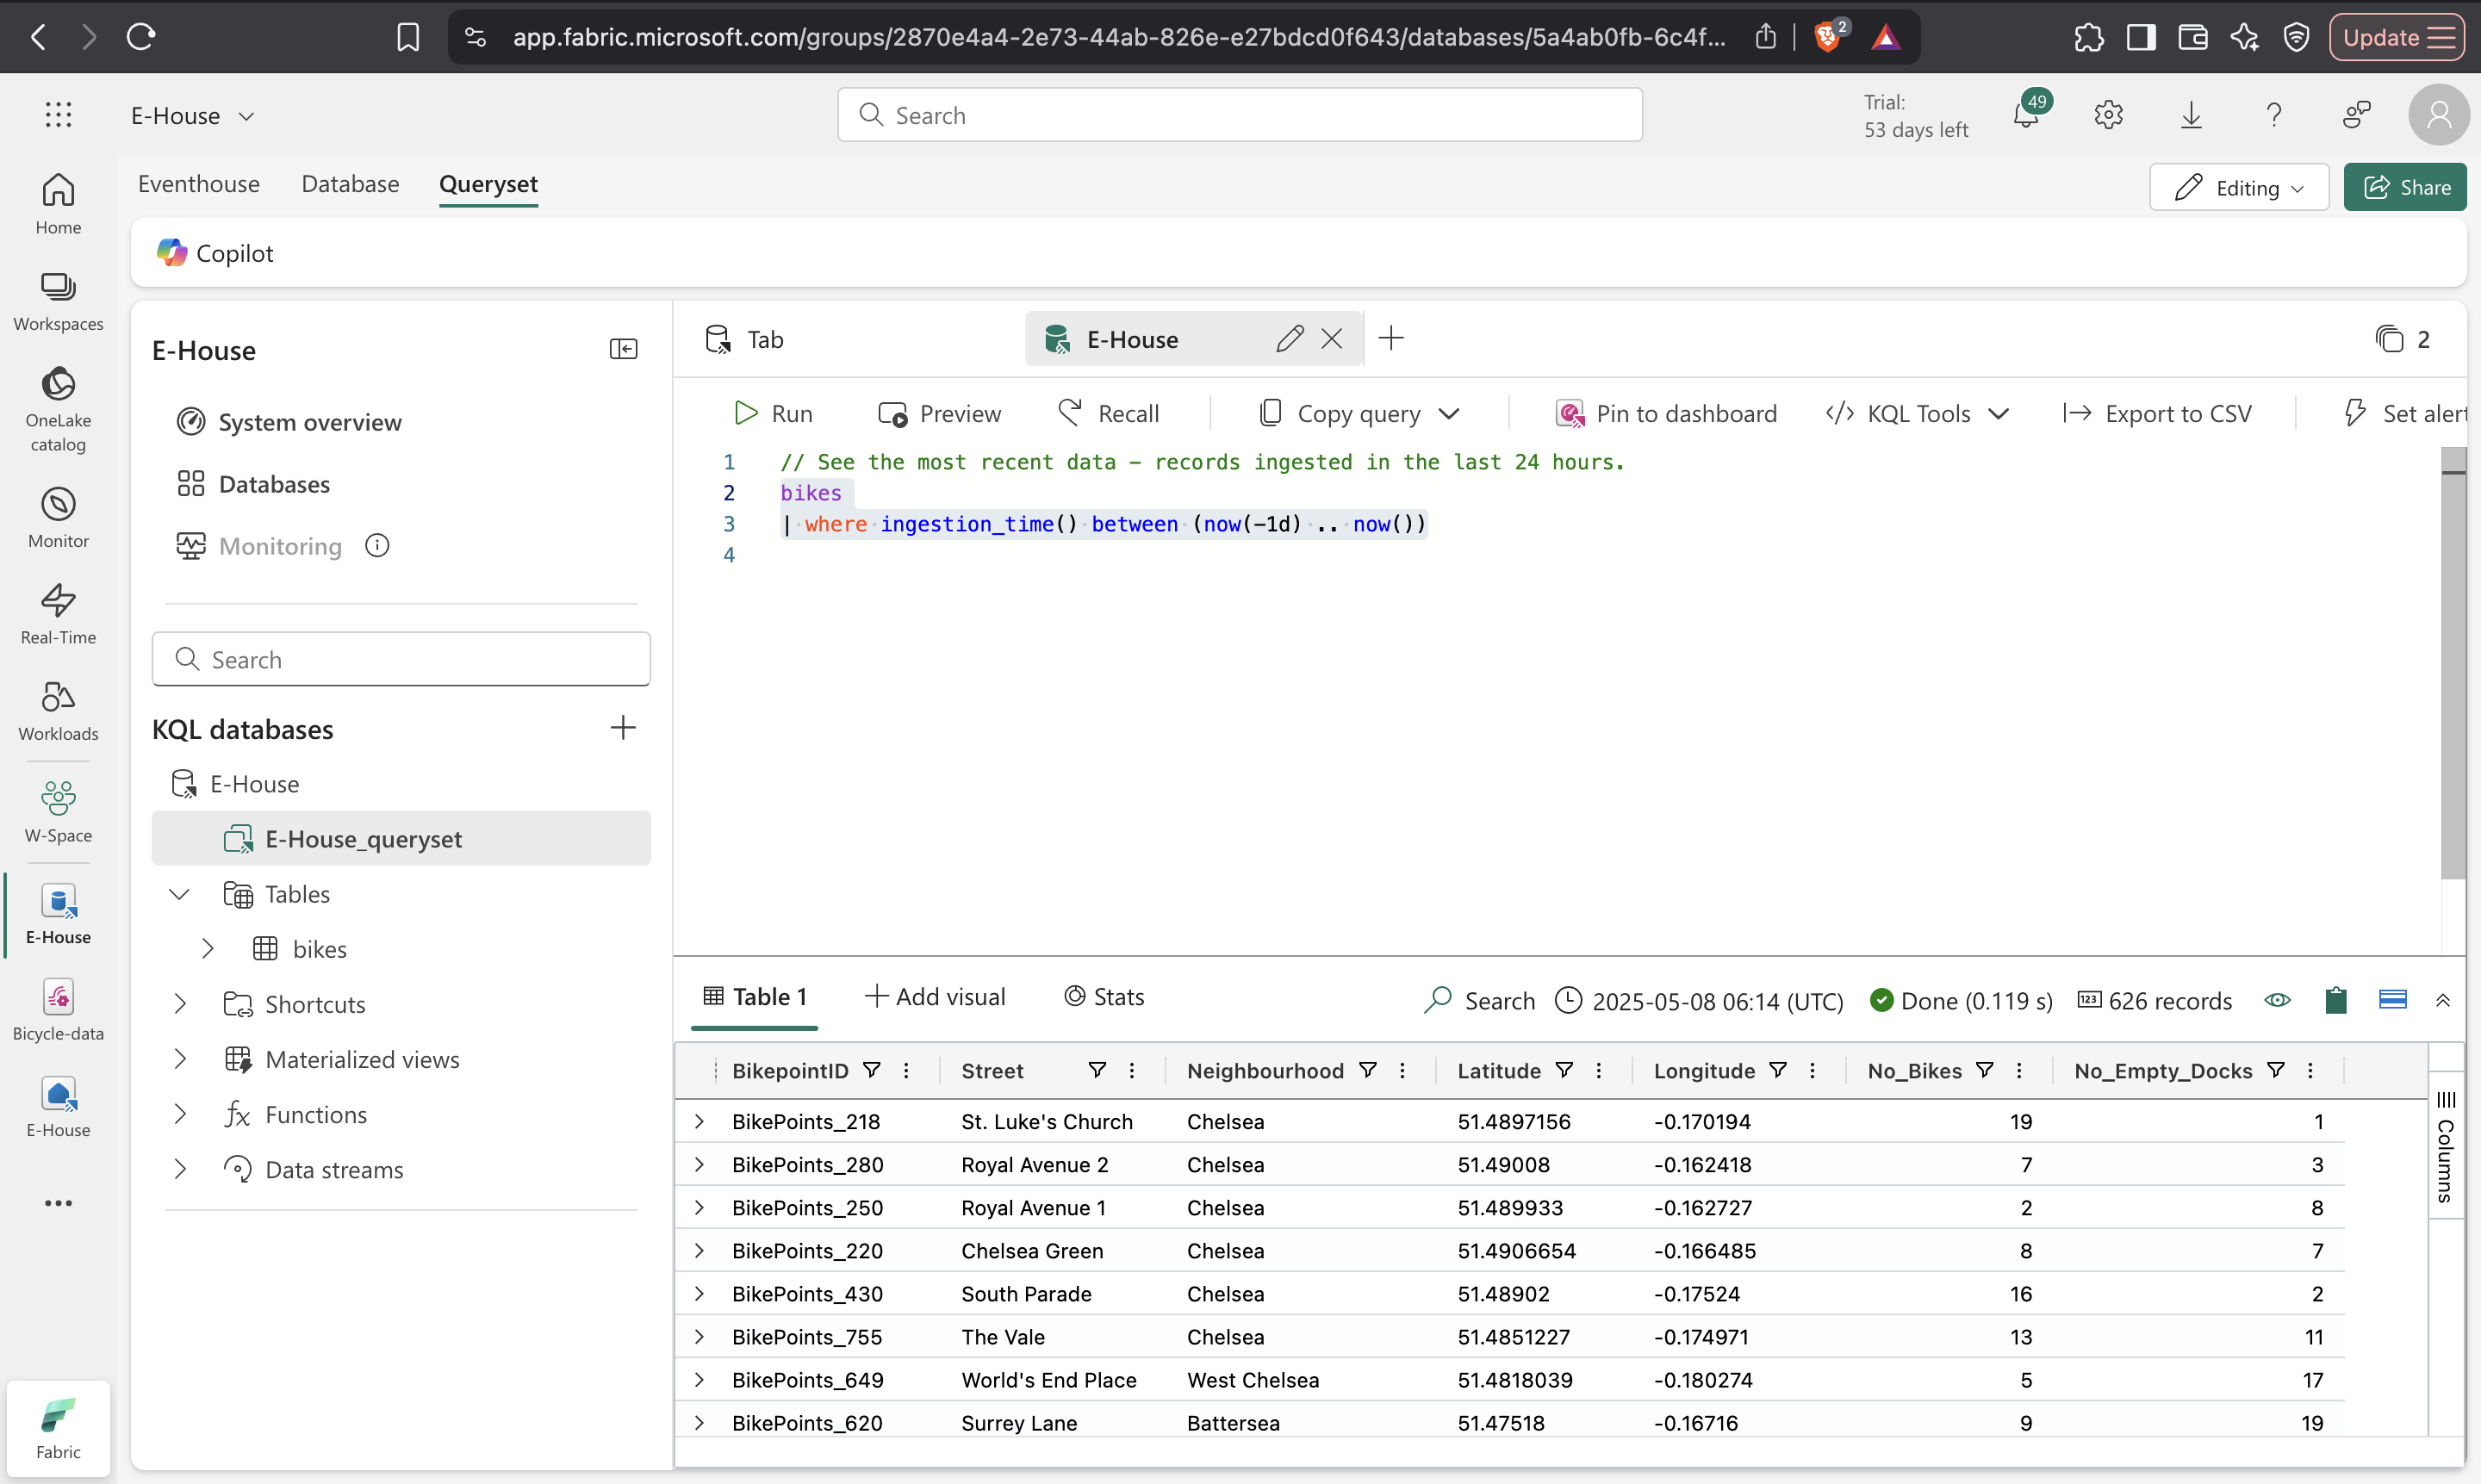 app.fabric.microsoft.com/groups/2870e4a4-2e73-44ab-826e-e27bdcd0f643/databases/5a4ab0fb-6c4f...
2
Update
E-House
Search
Trial:
53 days left
49
Home
Workspaces
OneLake
catalog
Monitor
Real-Time
Workloads
W-Space
E-House
Bicycle-data
E-House
Fabric
Eventhouse Database Queryset
Editing
Share
Copilot
E-House
System overview
Databases
Monitoring
Search
KQL databases
E-House
E-House_queryset
Tables
bikes
Shortcuts
Materialized views
Functions
Data streams
Tab
E-House
2
Run Preview Recall Copy query Pin to dashboard KQL Tools Export to CSV Set alert
1 // See the most recent data - records ingested in the last 24 hours.
2 bikes
3 | where ingestion_time() between (now(-1d) .. now())
4
Table 1 Add visual Stats Search 2025-05-08 06:14 (UTC) Done (0.119 s) 123 626 records
BikepointID Street Neighbourhood Latitude Longitude No_Bikes No_Empty_Docks
BikePoints_218 St. Luke's Church Chelsea 51.4897156 -0.170194 19 1
BikePoints_280 Royal Avenue 2 Chelsea 51.49008 -0.162418 7 3
BikePoints_250 Royal Avenue 1 Chelsea 51.489933 -0.162727 2 8
BikePoints_220 Chelsea Green Chelsea 51.4906654 -0.166485 8 7
BikePoints_430 South Parade Chelsea 51.48902 -0.17524 16 2
BikePoints_755 The Vale Chelsea 51.4851227 -0.174971 13 11
BikePoints_649 World's End Place West Chelsea 51.4818039 -0.180274 5 17
BikePoints_620 Surrey Lane Battersea 51.47518 -0.16716 9 19
Columns